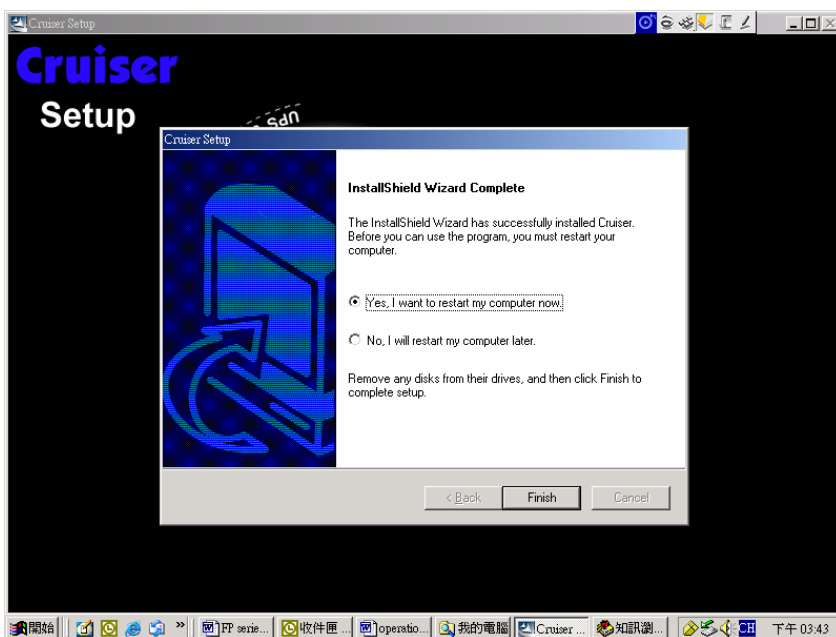 Cruiser Setup
Cruiser
Setup
UPS
Cruiser Setup
InstallShield Wizard Complete
The InstallShield Wizard has successfully installed Cruiser.
Before you can use the program, you must restart your
computer.
Yes, I want to restart my computer now.
No, I will restart my computer later.
Remove any disks from their drives, and then click Finish to
complete setup.
< Back
Finish
Cancel
開始
»
FP serie...
收件匣 ...
operatio...
我的電腦
Cruiser ...
知訊瀏...
CH
下午 03:43